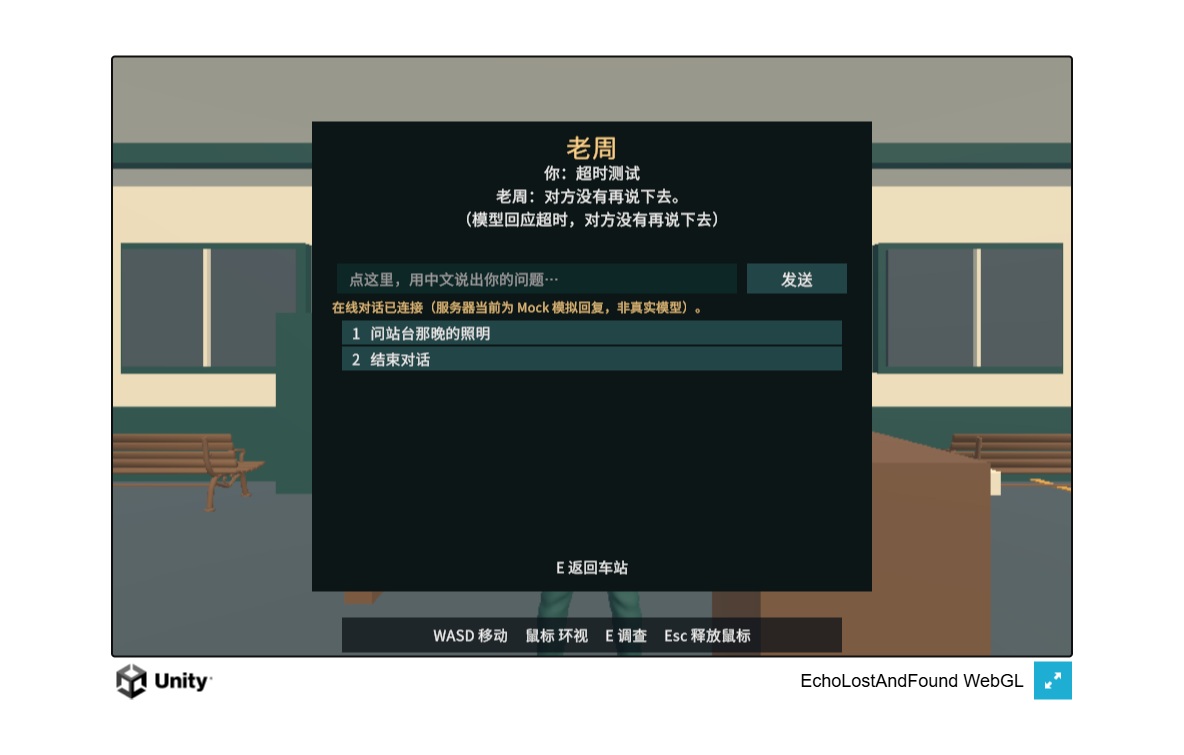 老周
你：超时测试
老周：对方没有再说下去。
（模型回应超时，对方没有再说下去）
点这里，用中文说出你的问题…
发送
在线对话已连接（服务器当前为 Mock 模拟回复，非真实模型）。
1 问站台那晚的照明
2 结束对话
E 返回车站
WASD 移动 鼠标 环视 E 调查 Esc 释放鼠标
Unity
EchoLostAndFound WebGL